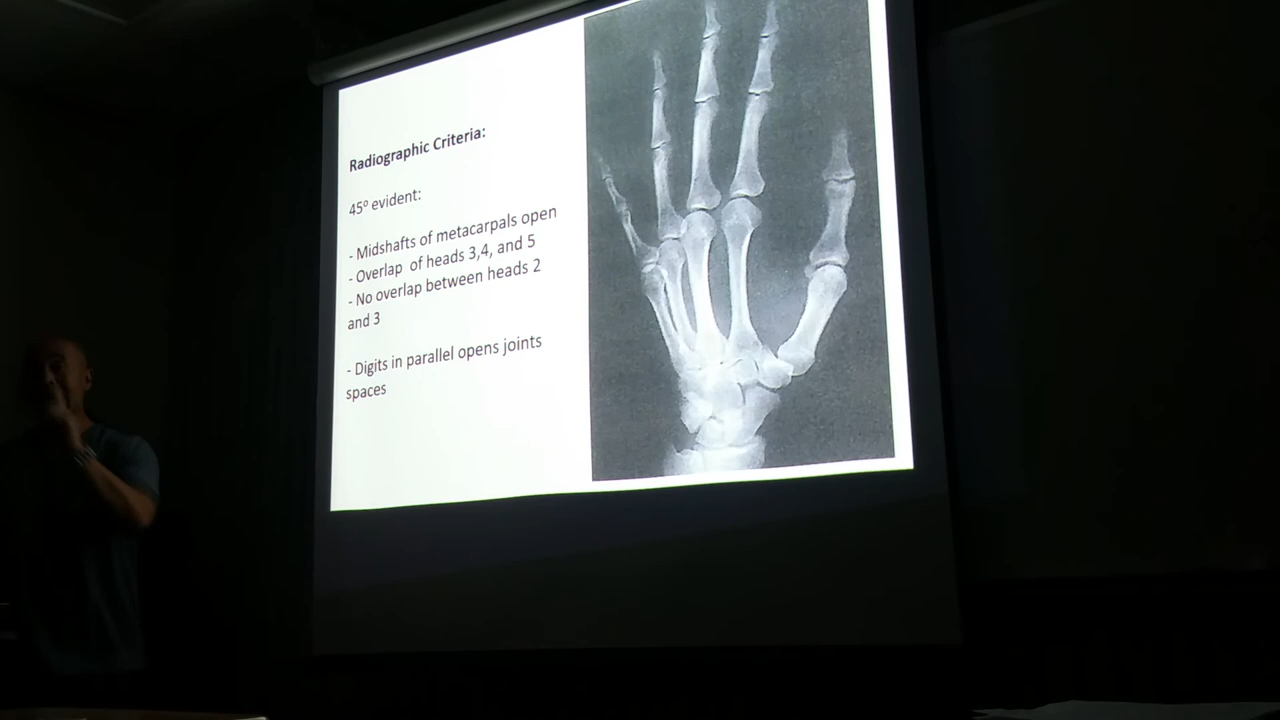 Radiographic Criteria:
45º evident:
- Midshafts of metacarpals open
- Overlap  of heads 3,4, and 5
- No overlap between heads 2
and 3
- Digits in parallel opens joints
spaces